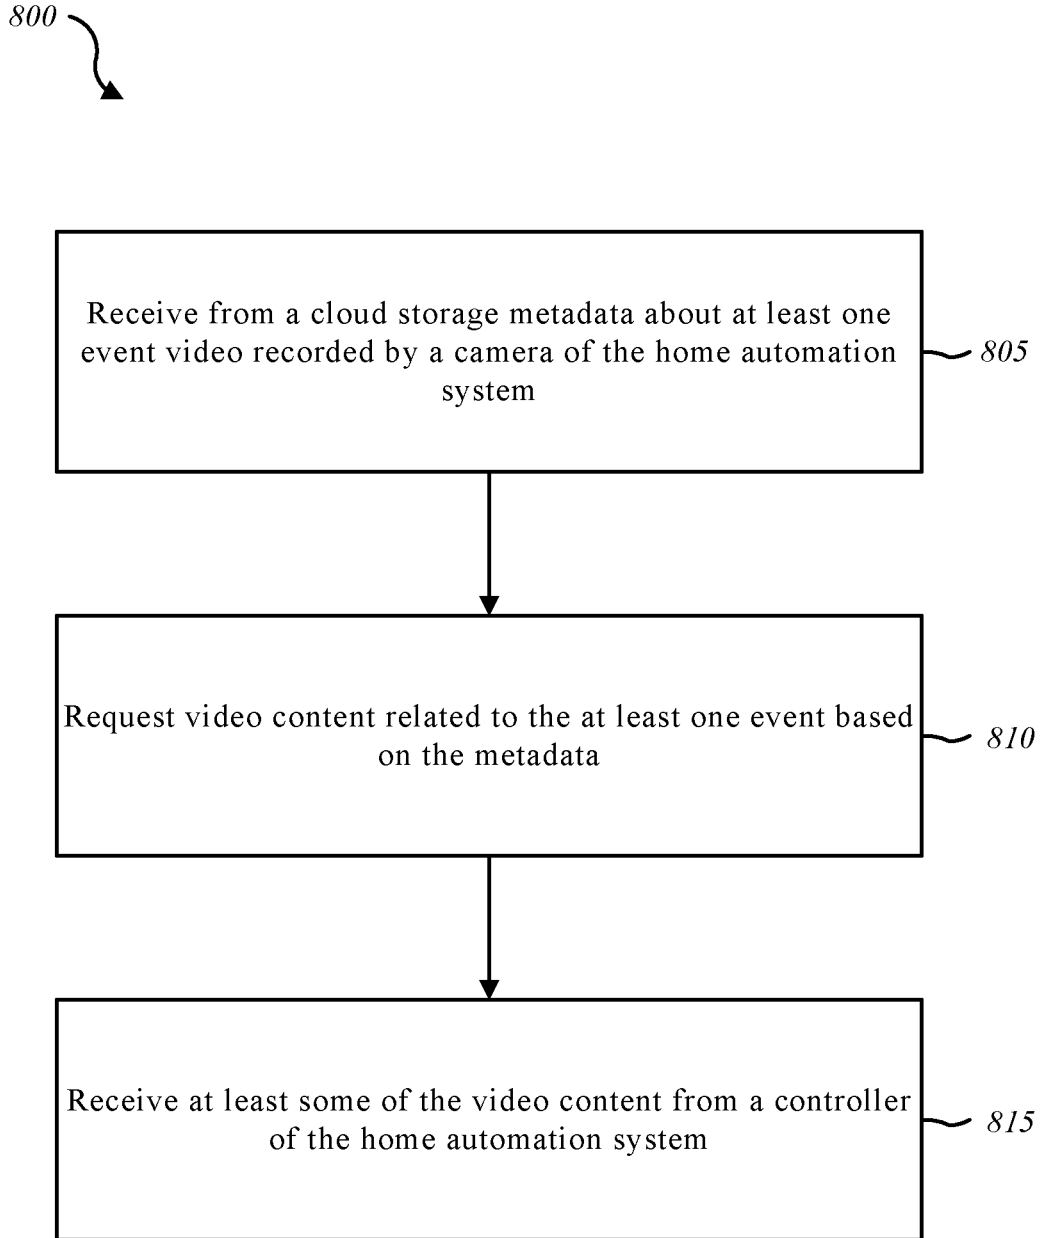 800
Receive from a cloud storage metadata about at least one
event video recorded by a camera of the home automation
system
805
Request video content related to the at least one event based
on the metadata
810
Receive at least some of the video content from a controller
of the home automation system
815